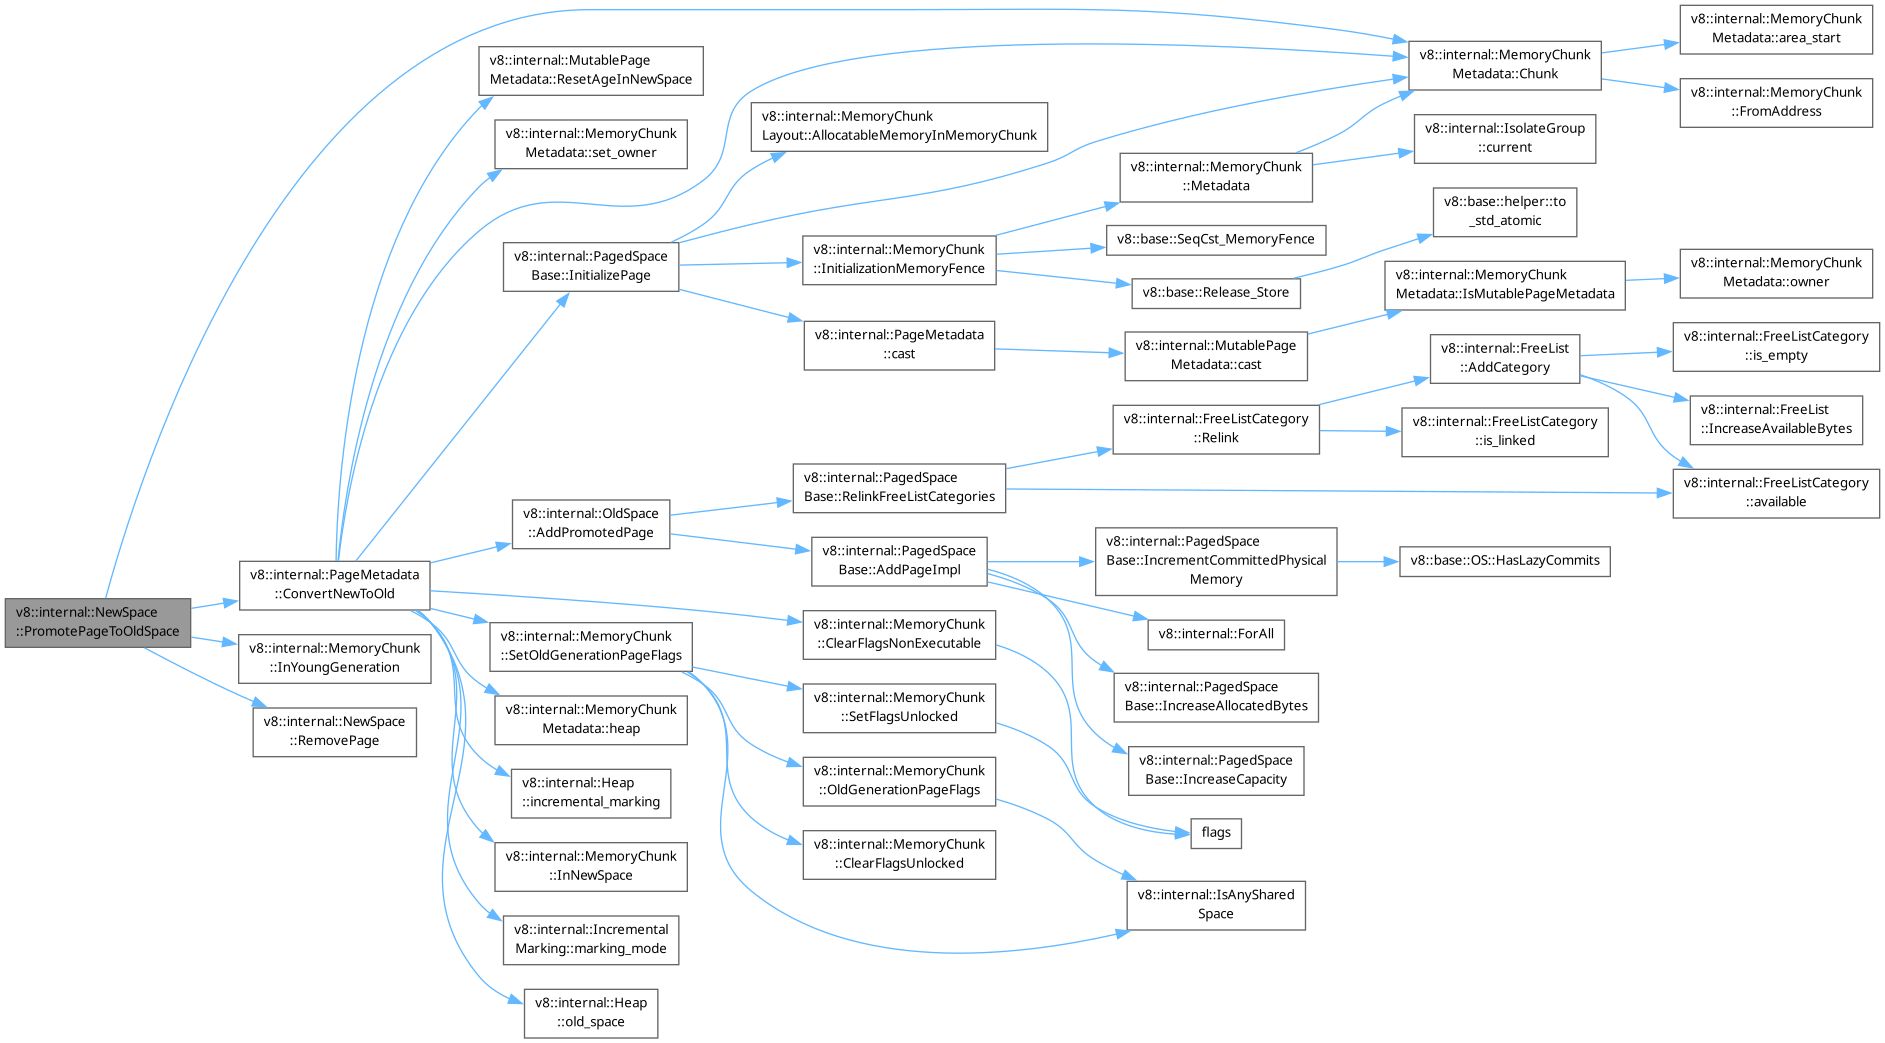 v8::internal::NewSpace
::PromotePageToOldSpace
v8::internal::PageMetadata
::ConvertNewToOld
v8::internal::MemoryChunk
::InYoungGeneration
v8::internal::NewSpace
::RemovePage
v8::internal::MutablePage
Metadata::ResetAgeInNewSpace
v8::internal::MemoryChunk
Metadata::set_owner
v8::internal::PagedSpace
Base::InitializePage
v8::internal::OldSpace
::AddPromotedPage
v8::internal::MemoryChunk
::SetOldGenerationPageFlags
v8::internal::MemoryChunk
Metadata::heap
v8::internal::Heap
::incremental_marking
v8::internal::MemoryChunk
::InNewSpace
v8::internal::Incremental
Marking::marking_mode
v8::internal::Heap
::old_space
v8::internal::MemoryChunk
Layout::AllocatableMemoryInMemoryChunk
v8::internal::MemoryChunk
::InitializationMemoryFence
v8::internal::PageMetadata
::cast
v8::internal::PagedSpace
Base::RelinkFreeListCategories
v8::internal::PagedSpace
Base::AddPageImpl
v8::internal::MemoryChunk
::ClearFlagsNonExecutable
v8::internal::MemoryChunk
::SetFlagsUnlocked
v8::internal::MemoryChunk
::OldGenerationPageFlags
v8::internal::MemoryChunk
::ClearFlagsUnlocked
v8::internal::MemoryChunk
::Metadata
v8::base::SeqCst_MemoryFence
v8::base::Release_Store
v8::internal::MutablePage
Metadata::cast
v8::internal::FreeListCategory
::Relink
v8::internal::PagedSpace
Base::IncrementCommittedPhysical
Memory
v8::internal::ForAll
v8::internal::PagedSpace
Base::IncreaseAllocatedBytes
v8::internal::PagedSpace
Base::IncreaseCapacity
flags
v8::internal::IsAnyShared
Space
v8::internal::MemoryChunk
Metadata::Chunk
v8::internal::IsolateGroup
::current
v8::base::helper::to
_std_atomic
v8::internal::MemoryChunk
Metadata::IsMutablePageMetadata
v8::internal::FreeList
::AddCategory
v8::internal::FreeListCategory
::is_linked
v8::base::OS::HasLazyCommits
v8::internal::MemoryChunk
Metadata::area_start
v8::internal::MemoryChunk
::FromAddress
v8::internal::MemoryChunk
Metadata::owner
v8::internal::FreeListCategory
::is_empty
v8::internal::FreeList
::IncreaseAvailableBytes
v8::internal::FreeListCategory
::available